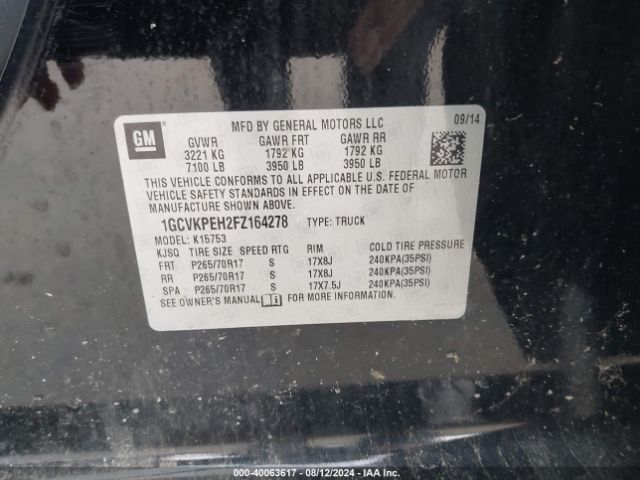 GM
MFD BY GENERAL MOTORS LLC
09/14
GVWR GAWR FRT GAWR RR
3221 KG 1792 KG 1792 KG
7100 LB 3950 LB 3950 LB
THIS VEHICLE CONFORMS TO ALL APPLICABLE U.S. FEDERAL MOTOR
VEHICLE SAFETY STANDARDS IN EFFECT ON THE DATE OF
MANUFACTURE SHOWN ABOVE.
1GCVKPEH2FZ164278 TYPE: TRUCK
MODEL: K15753
KJSQ TIRE SIZE SPEED RTG RIM COLD TIRE PRESSURE
FRT P265/70R17 S 17X8J 240KPA(35PSI)
RR P265/70R17 S 17X8J 240KPA(35PSI)
SPA P265/70R17 S 17X7.5J 240KPA(35PSI)
SEE OWNER'S MANUAL FOR MORE INFORMATION.
© - 40063617 - 08/12/2024 - IAA Inc.